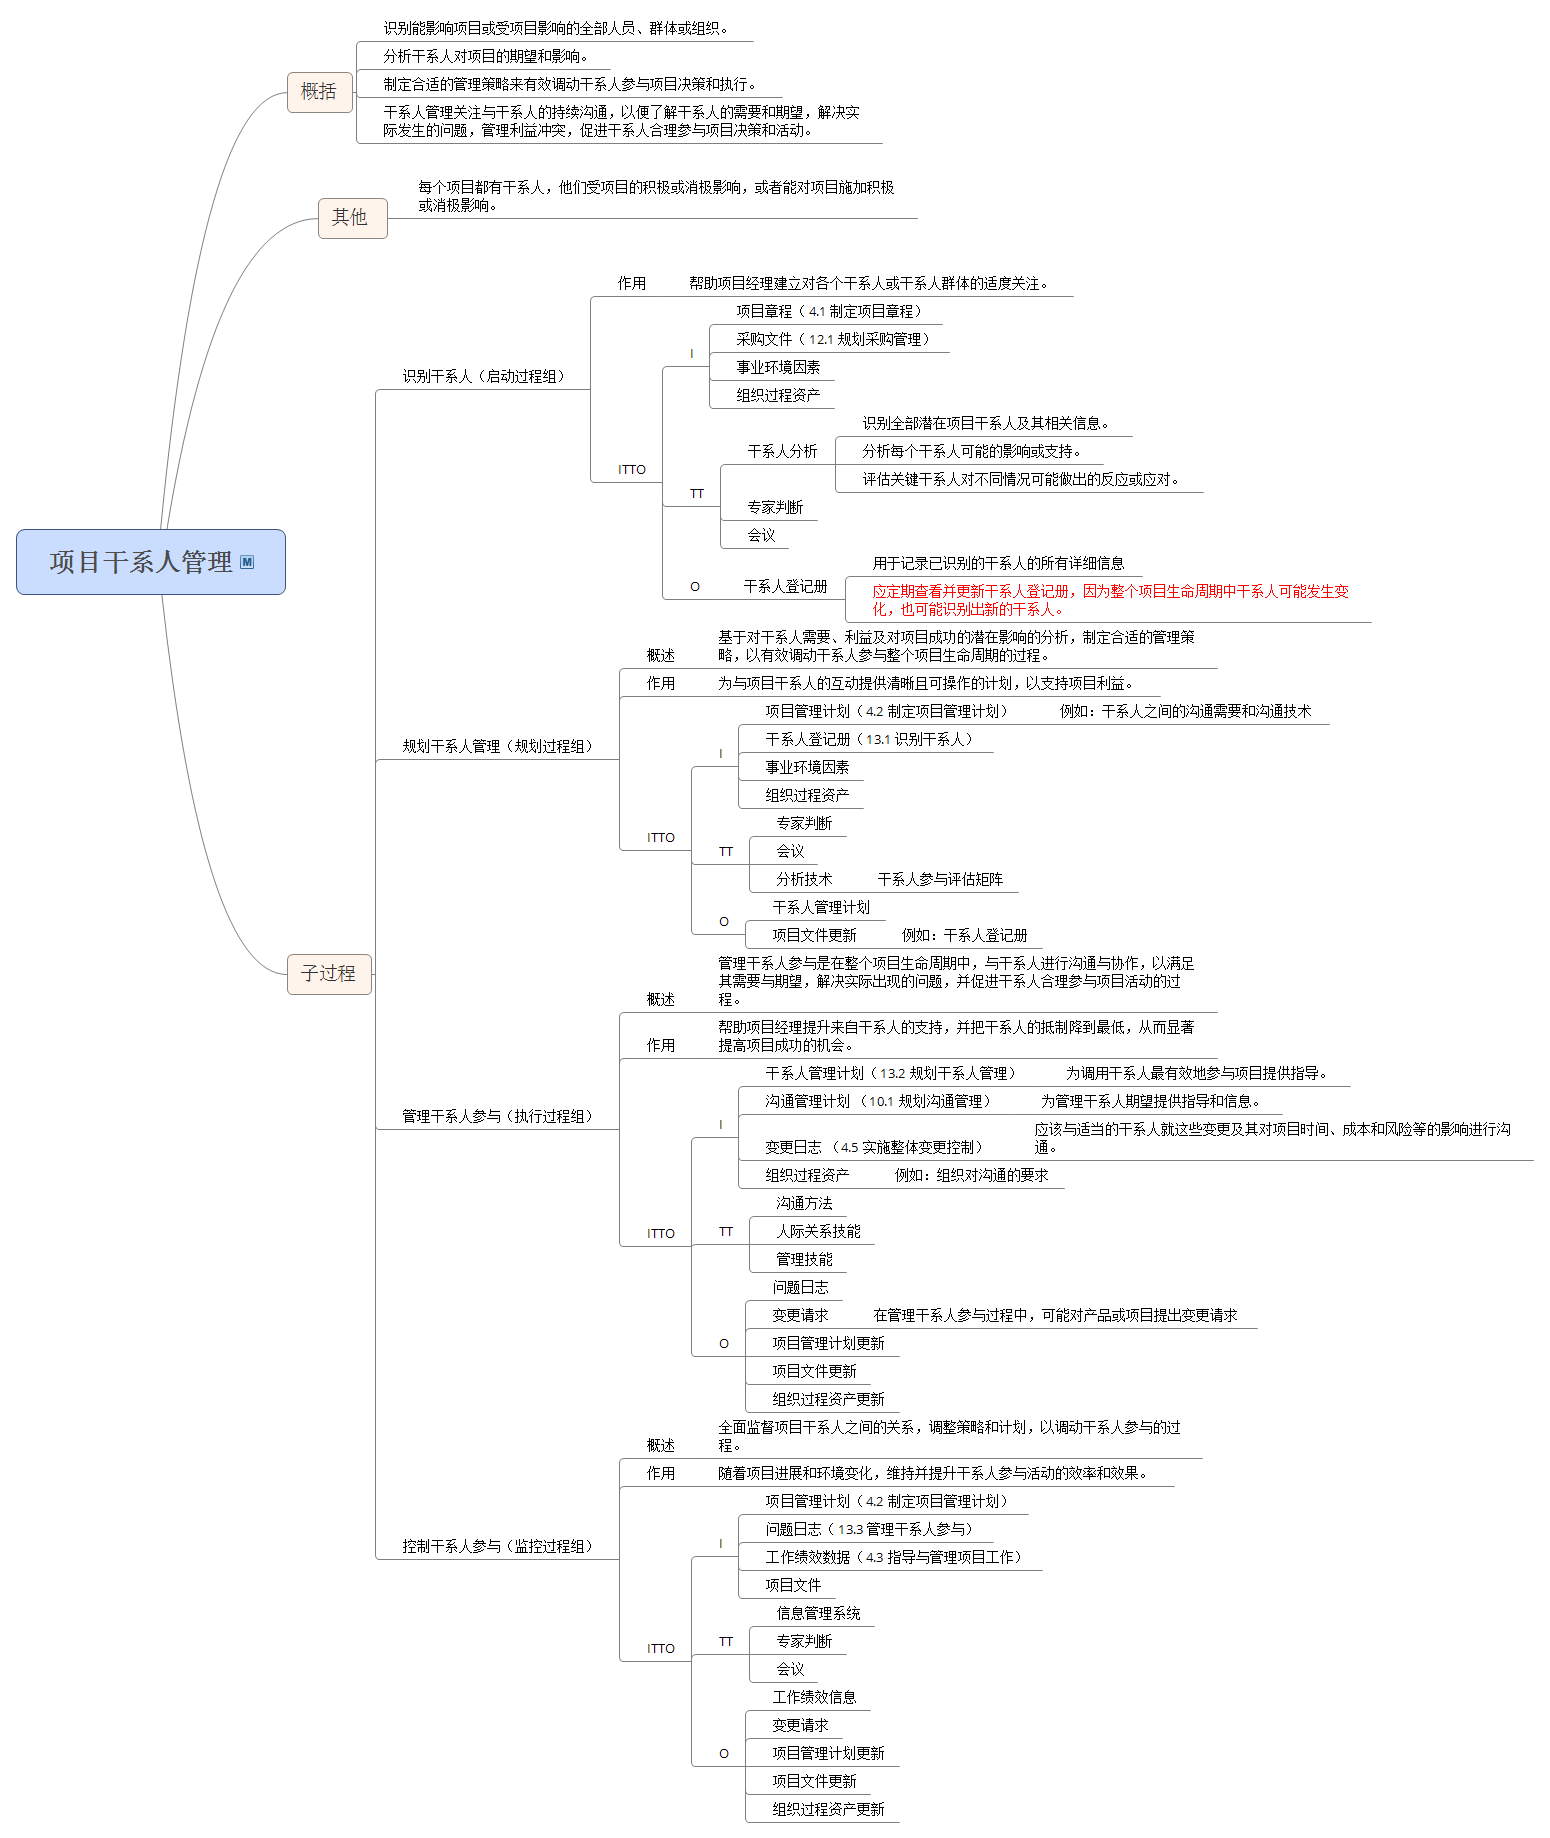 识别能影响项目或受项目影响的全部人员、群体或组织。
分析干系人对项目的期望和影响。
概括
制定合适的管理策略来有效调动干系人参与项目决策和执行。
干系人管理关注与干系人的持续沟通，以便了解干系人的需要和期望，解决实
际发生的问题，管理利益冲突，促进干系人合理参与项目决策和活动。
每个项目都有干系人，他们受项目的积极或消极影响，或者能对项目施加积极
或消极影响。
其他
作用
帮助项目经理建立对各个干系人或干系人群体的适度关注。
项目章程（ 4.1 制定项目章程）
采购文件（ 12.1 规划采购管理）
I
事业环境因素
组织过程资产
识别干系人（启动过程组）
识别全部潜在项目干系人及其相关信息。
干系人分析
分析每个干系人可能的影响或支持。
评估关键干系人对不同情况可能做出的反应或应对。
ITTO
TT
专家判断
会议
项目干系人管理 M
用于记录已识别的干系人的所有详细信息
O
干系人登记册
应定期查看并更新干系人登记册，因为整个项目生命周期中干系人可能发生变
化，也可能识别出新的干系人。
基于对干系人需要、利益及对项目成功的潜在影响的分析，制定合适的管理策
概述
略，以有效调动干系人参与整个项目生命周期的过程。
作用
为与项目干系人的互动提供清晰且可操作的计划，以支持项目利益。
项目管理计划（ 4.2 制定项目管理计划）
例如：干系人之间的沟通需要和沟通技术
规划干系人管理（规划过程组）
干系人登记册（ 13.1 识别干系人）
I
事业环境因素
组织过程资产
专家判断
ITTO
TT
会议
分析技术
干系人参与评估矩阵
干系人管理计划
O
项目文件更新
例如：干系人登记册
子过程
管理干系人参与是在整个项目生命周期中，与干系人进行沟通与协作，以满足
其需要与期望，解决实际出现的问题，并促进干系人合理参与项目活动的过
概述
程。
帮助项目经理提升来自干系人的支持，并把干系人的抵制降到最低，从而显著
作用
提高项目成功的机会。
干系人管理计划（ 13.2 规划干系人管理）
为调用干系人最有效地参与项目提供指导。
沟通管理计划 （ 10.1 规划沟通管理）
为管理干系人期望提供指导和信息。
管理干系人参与（执行过程组）
I
应该与适当的干系人就这些变更及其对项目时间、成本和风险等的影响进行沟
变更日志 （ 4.5 实施整体变更控制）
通。
组织过程资产
例如：组织对沟通的要求
沟通方法
ITTO
TT
人际关系技能
管理技能
问题日志
变更请求
在管理干系人参与过程中，可能对产品或项目提出变更请求
O
项目管理计划更新
项目文件更新
组织过程资产更新
全面监督项目干系人之间的关系，调整策略和计划，以调动干系人参与的过
概述
程。
作用
随着项目进展和环境变化，维持并提升干系人参与活动的效率和效果。
项目管理计划（ 4.2 制定项目管理计划）
问题日志（ 13.3 管理干系人参与）
控制干系人参与（监控过程组）
I
工作绩效数据（ 4.3 指导与管理项目工作）
项目文件
信息管理系统
ITTO
TT
专家判断
会议
工作绩效信息
变更请求
O
项目管理计划更新
项目文件更新
组织过程资产更新